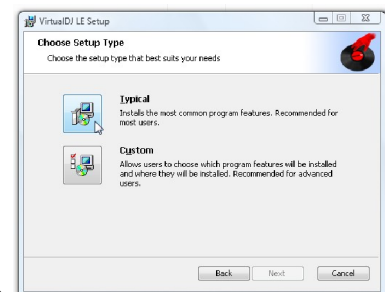 VirtualDJ LE Setup
Choose Setup Type
Choose the setup type that best suits your needs
Typical
Installs the most common program features. Recommended for
most users.
Custom
Allows users to choose which program features will be installed
and where they will be installed. Recommended for advanced
users.
Back Next Cancel